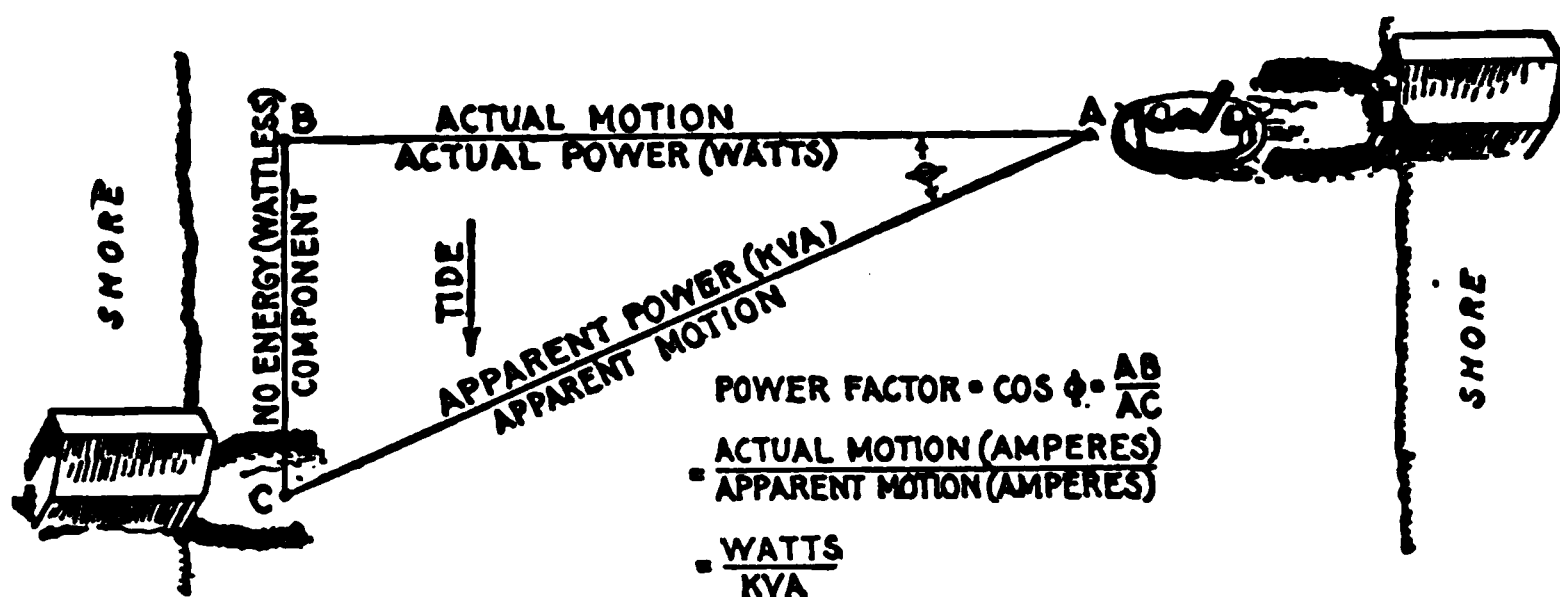 SHORE
NO ENERGY (WATTLESS)
COMPONENT
B
ACTUAL MOTION
ACTUAL POWER (WATTS)
A
ϕ
TIDE
APPARENT POWER (KVA)
APPARENT MOTION
C
SHORE
POWER FACTOR = COS ϕ = AB
AC
= ACTUAL MOTION (AMPERES)
APPARENT MOTION (AMPERES)
= WATTS
KVA